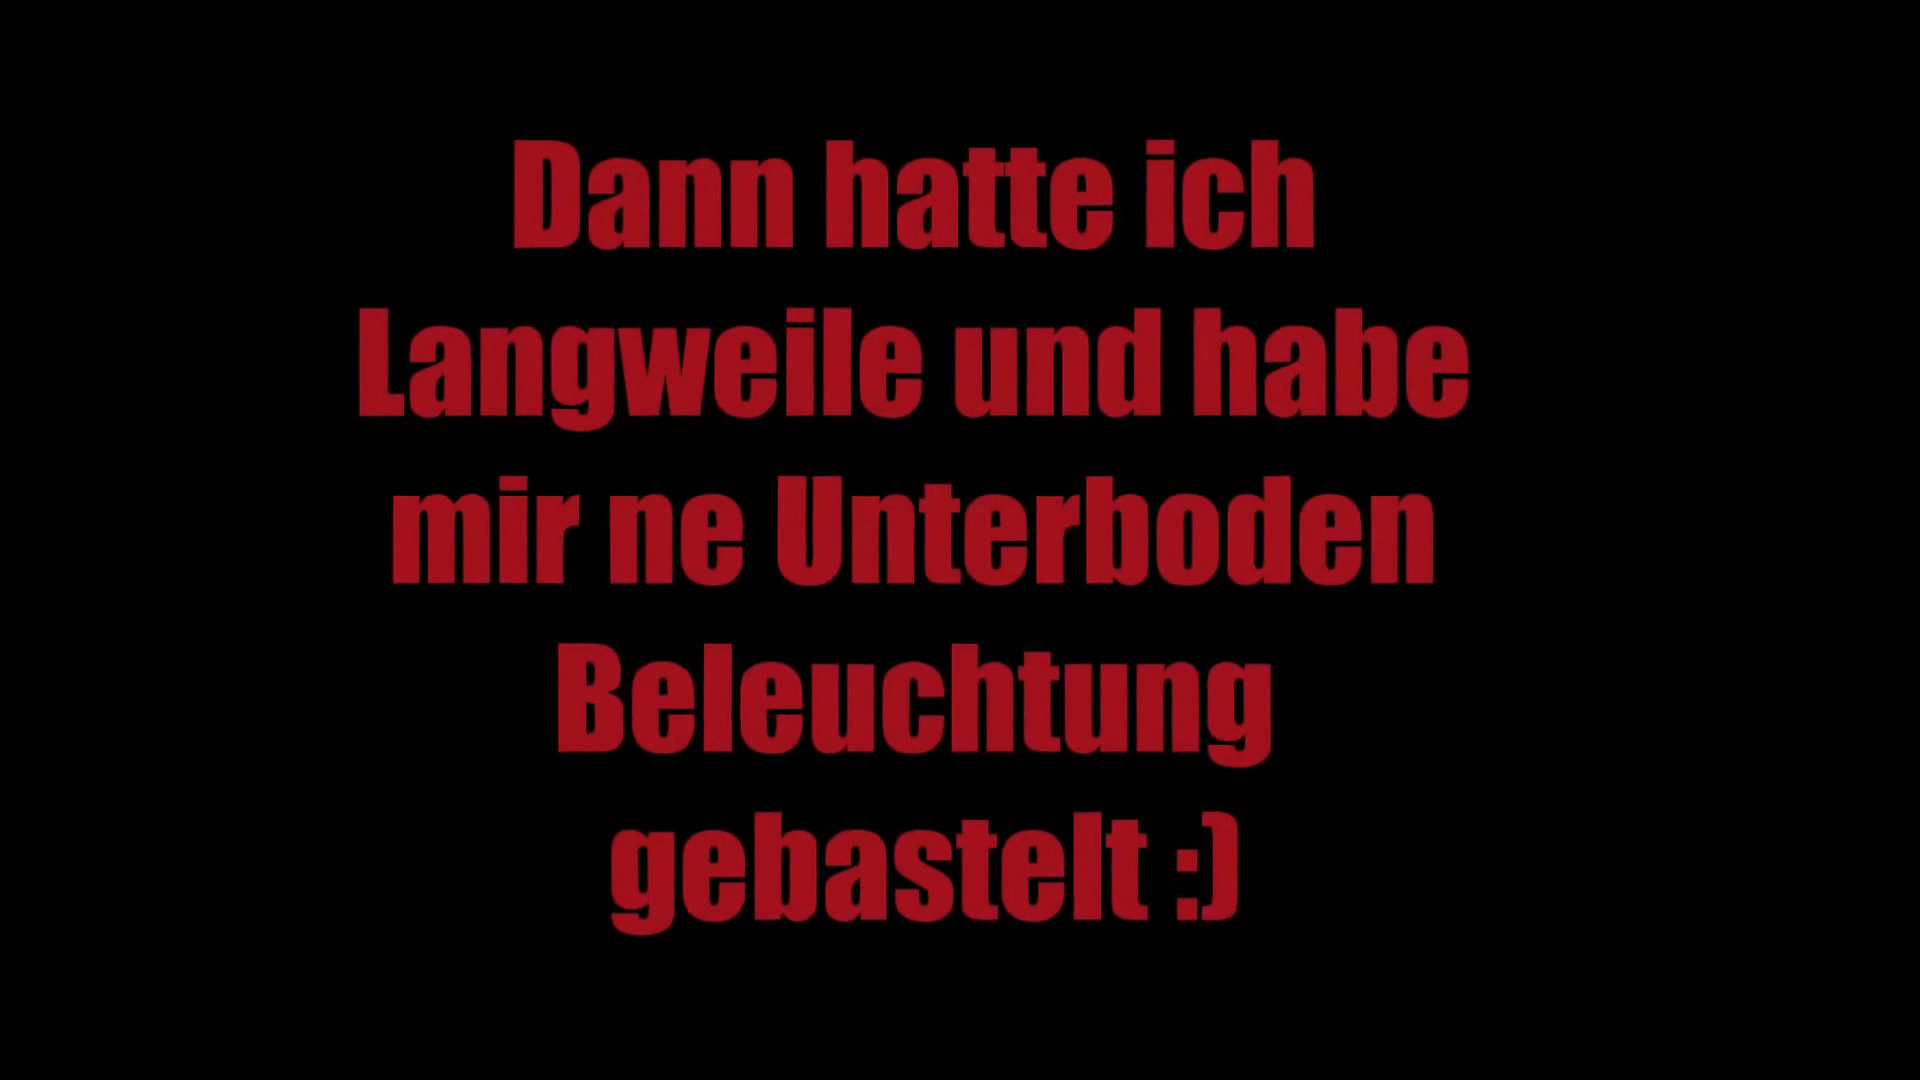 Dann hatte ich
Langweile und habe
mir ne Unterboden
Beleuchtung
gebastelt :)